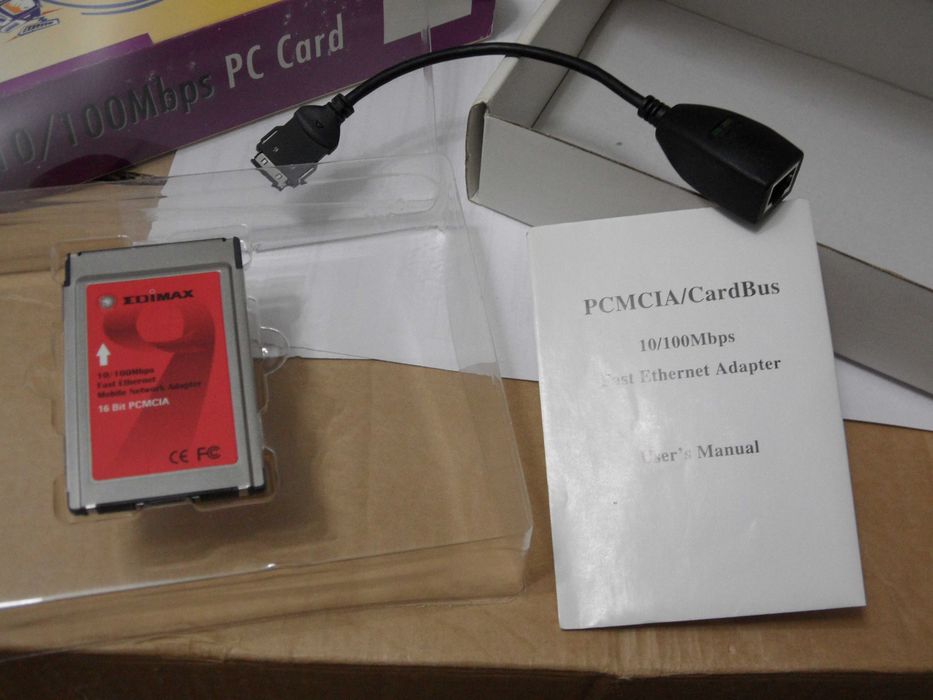 10/100Mbps PC Card
EDIMAX
10/100Mbps
Fast Ethernet
Mobile Network Adapter
16 Bit PCMCIA
CE FC
PCMCIA/CardBus
10/100Mbps
Fast Ethernet Adapter
User's Manual